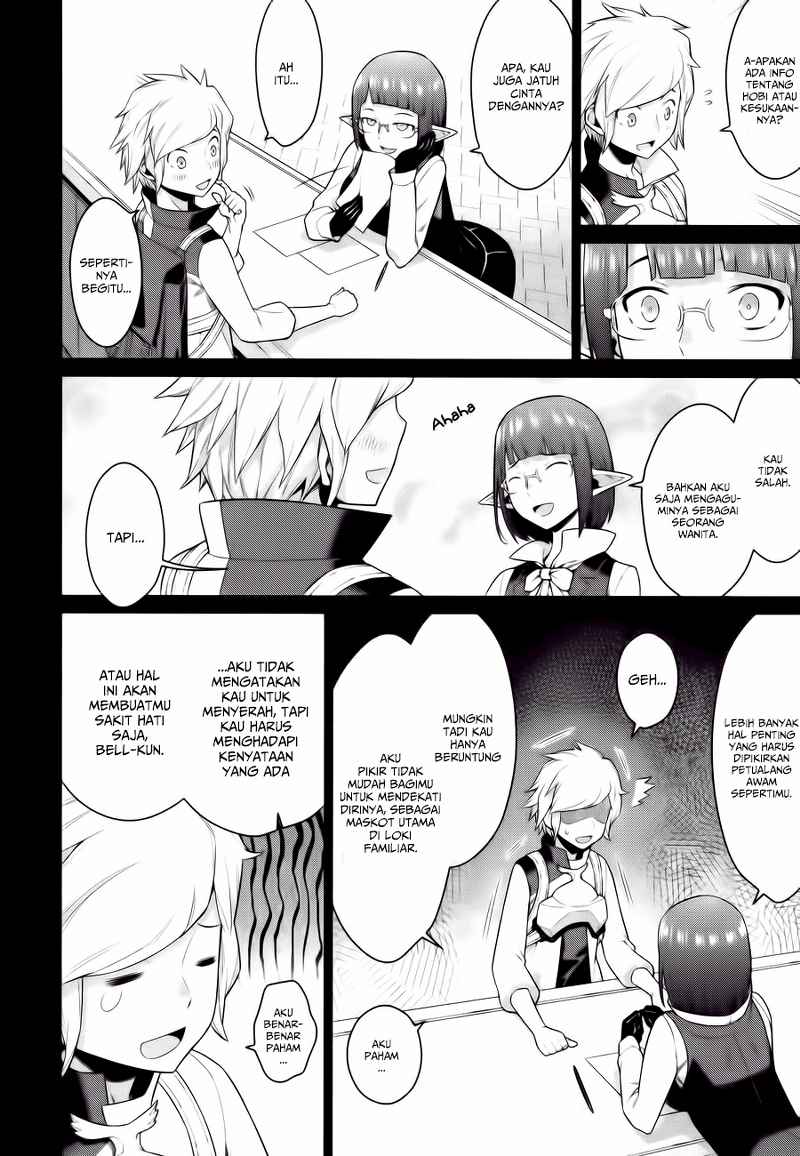 A-APAKAN
ADA INFO
TENTANG
HOBI ATAU
KESUKAAN-
NYA?
APA, KAU
JUGA JATUH
CINTA
DENGANNYA?
AH
ITU...
SEPERTI-
NYA
BEGITU...
KAU
TIDAK
SALAH.
BAHKAN AKU
SAJA MENGAGU-
MINYA SEBAGAI
SEORANG
WANITA.
Ahaha
TAPI...
LEBIH BANYAK
HAL PENTING
YANG HARUS
DIPIKIRKAN
PETUALANG
AWAM
SEPERTIMU.
GEH...
MUNGKIN
TADI KAU
HANYA
BERUNTUNG
AKU
PIKIR TIDAK
MUDAH BAGIMU
UNTUK MENDEKATI
DIRINYA, SEBAGAI
MASKOT UTAMA
DI LOKI
FAMILIAR.
AKU
PAHAM
...
...AKU TIDAK
MENGATAKAN
KAU UNTUK
MENYERAH, TAPI
KAU HARUS
MENGHADAPI
KENYATAAN
YANG ADA
ATAU HAL
INI AKAN
MEMBUATMU
SAKIT HATI
SAJA,
BELL-KUN.
AKU
BENAR-
BENAR
PAHAM
...